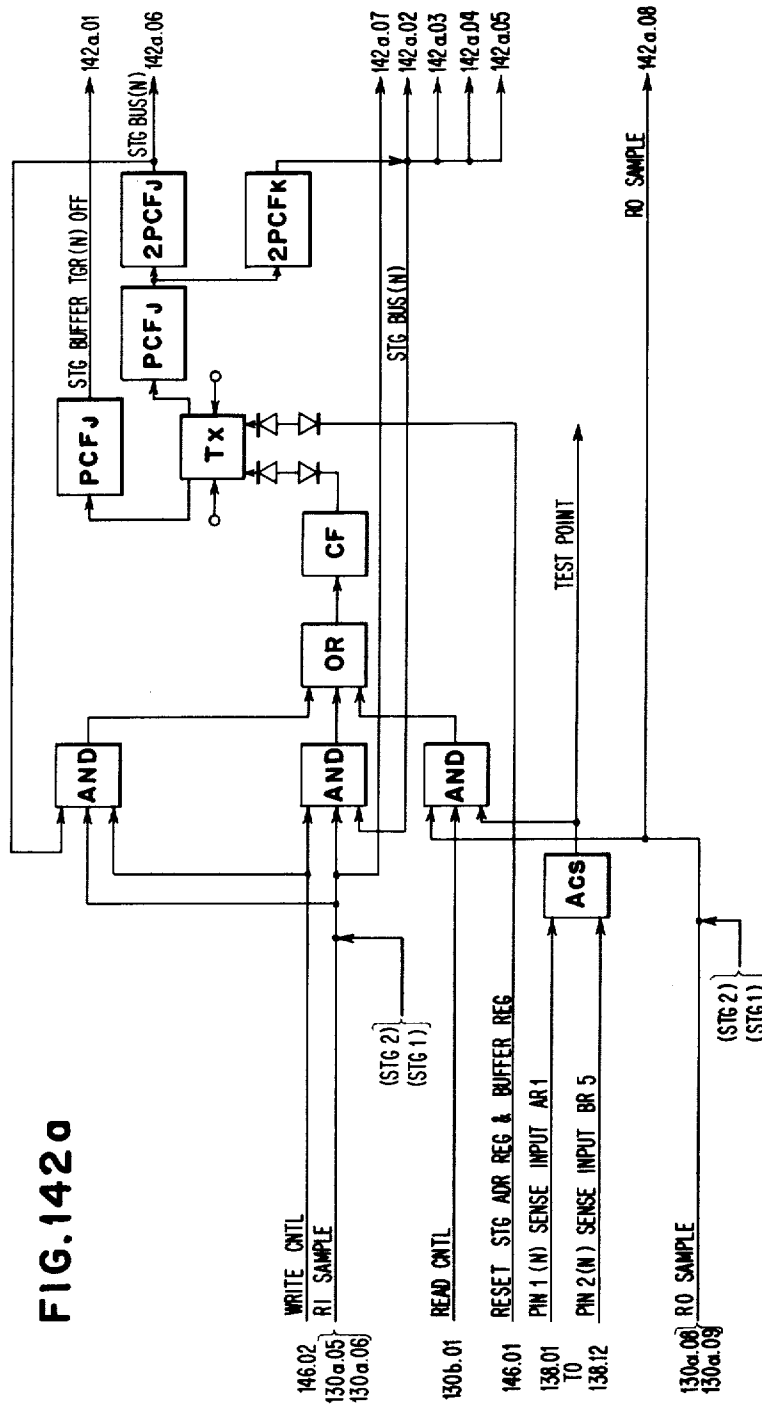 FIG.142a
146.02 WRITE CNTL
130a.05 RI SAMPLE
130a.06
(STG 2)
(STG 1)
130b.01 READ CNTL
146.01 RESET STG ADR REG & BUFFER REG
138.01 PIN 1 (N) SENSE INPUT AR1
TO
138.12 PIN 2(N) SENSE INPUT BR 5
130a.08 RO SAMPLE
130a.09
(STG 2)
(STG 1)
AND
AND
AND
ACS
OR
CF
TX
PCFJ
PCFJ
2PCFJ
2PCFK
STG BUFFER TGR(N) OFF
142a.01
STG BUS(N)
142a.06
142a.07
STG BUS(N)
142a.02
142a.03
142a.04
142a.05
TEST POINT
RO SAMPLE
142a.08